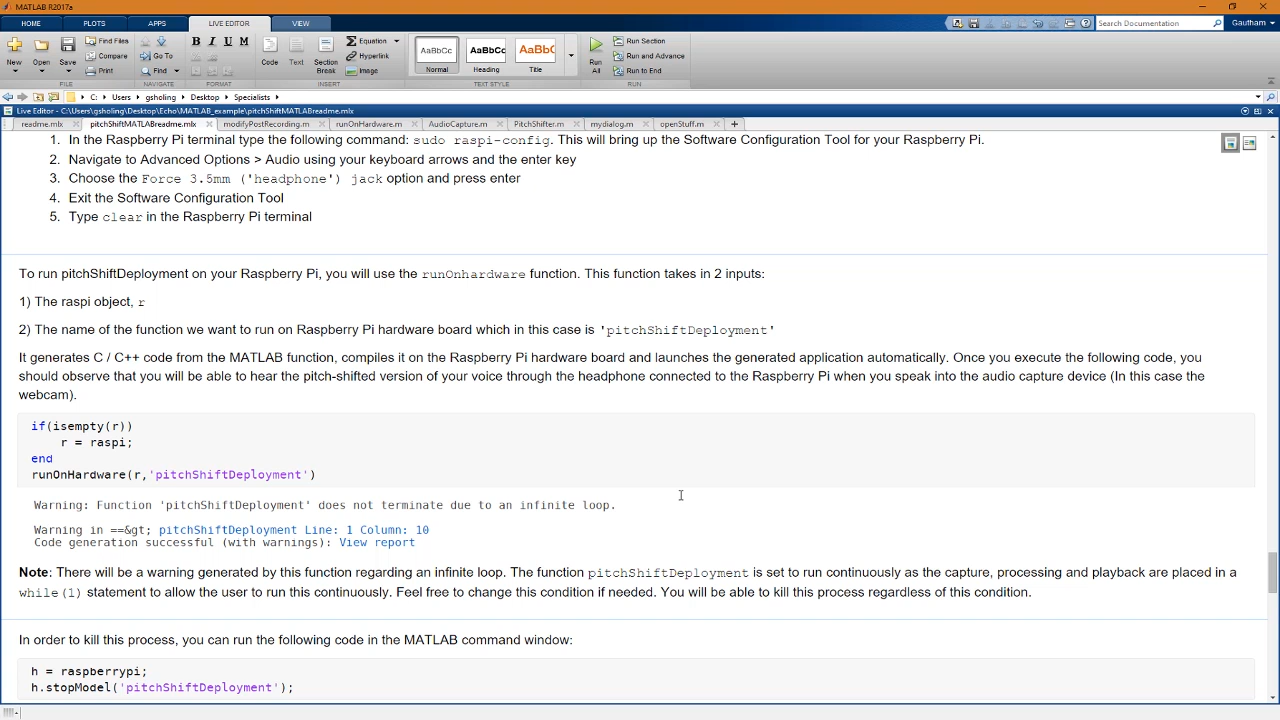 MATLAB R2017a
HOME PLOTS APPS LIVE EDITOR VIEW Search Documentation Gautham
New Open Save Find Files Compare Print Go To Find B I U M Code Text Section Break Equation Hyperlink Image AaBbCc Normal AaBbCc Heading AaBbC Title Run All Run Section Run and Advance Run to End
FILE NAVIGATE FORMAT INSERT TEXT STYLE RUN
C: Users gsholing Desktop Specialists
Live Editor - C:\Users\gsholing\Desktop\Echo\MATLAB_example\pitchShiftMATLABreadme.mlx
readme.mlx pitchShiftMATLABreadme.mlx modifyPostRecording.m runOnHardware.m AudioCapture.m PitchShifter.m mydialog.m openStuff.m
1. In the Raspberry Pi terminal type the following command: sudo raspi-config. This will bring up the Software Configuration Tool for your Raspberry Pi.
2. Navigate to Advanced Options > Audio using your keyboard arrows and the enter key
3. Choose the Force 3.5mm ('headphone') jack option and press enter
4. Exit the Software Configuration Tool
5. Type clear in the Raspberry Pi terminal
To run pitchShiftDeployment on your Raspberry Pi, you will use the runOnhardware function. This function takes in 2 inputs:
1) The raspi object, r
2) The name of the function we want to run on Raspberry Pi hardware board which in this case is 'pitchShiftDeployment'
It generates C / C++ code from the MATLAB function, compiles it on the Raspberry Pi hardware board and launches the generated application automatically. Once you execute the following code, you
should observe that you will be able to hear the pitch-shifted version of your voice through the headphone connected to the Raspberry Pi when you speak into the audio capture device (In this case the
webcam).
if(isempty(r))
r = raspi;
end
runOnHardware(r,'pitchShiftDeployment')
Warning: Function 'pitchShiftDeployment' does not terminate due to an infinite loop.
Warning in ==&gt; pitchShiftDeployment Line: 1 Column: 10
Code generation successful (with warnings): View report
Note: There will be a warning generated by this function regarding an infinite loop. The function pitchShiftDeployment is set to run continuously as the capture, processing and playback are placed in a
while(1) statement to allow the user to run this continuously. Feel free to change this condition if needed. You will be able to kill this process regardless of this condition.
In order to kill this process, you can run the following code in the MATLAB command window:
h = raspberrypi;
h.stopModel('pitchShiftDeployment');